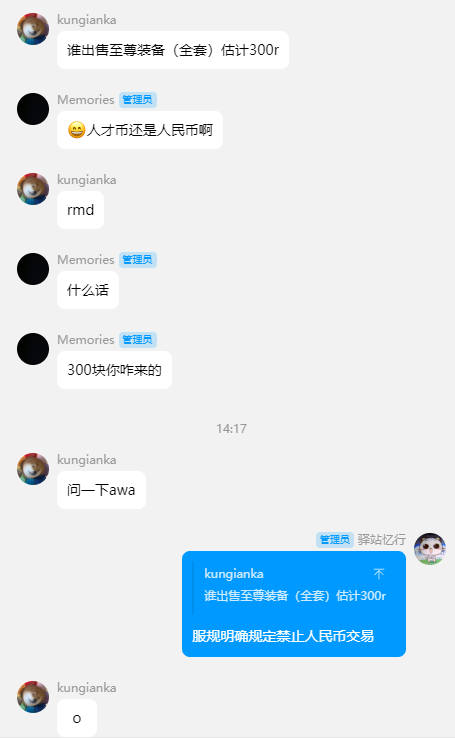 kungianka
谁出售至尊装备（全套）估计300r
Memories 管理员
😄人才币还是人民币啊
kungianka
rmd
Memories 管理员
什么话
Memories 管理员
300块你咋来的
14:17
kungianka
问一下awa
管理员 驿站忆行
kungianka
谁出售至尊装备（全套）估计300r
服规明确规定禁止人民币交易
kungianka
o